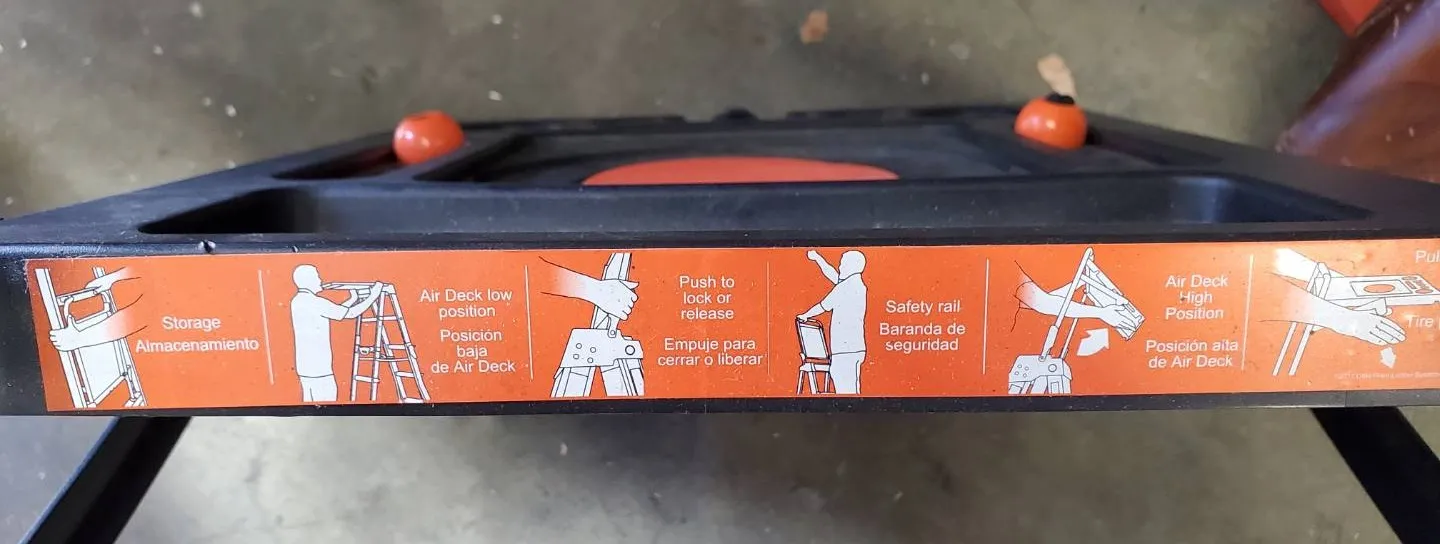 Storage
Almacenamiento
Air Deck low
position
Posición
baja
de Air Deck
Push to
lock or
release
Empuje para
cerrar o liberar
Safety rail
Baranda de
seguridad
Air Deck
High
Position
Posición alta
de Air Deck
Tire